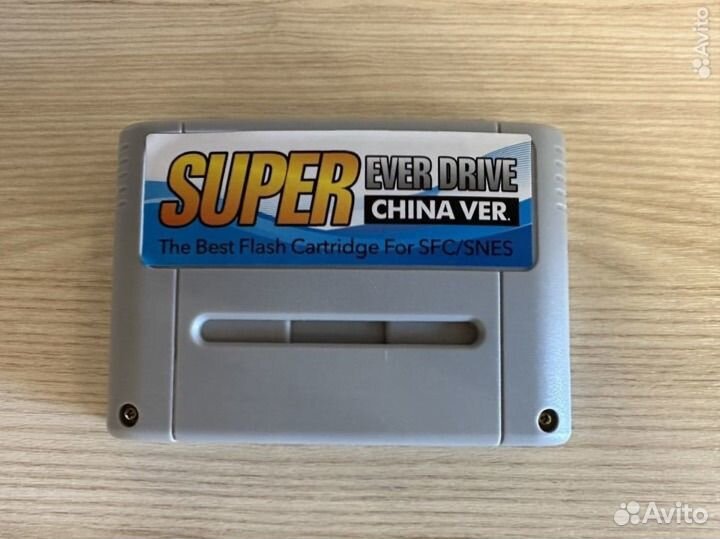 SUPER EVER DRIVE
CHINA VER.
The Best Flash Cartridge For SFC/SNES
Avito
Avito